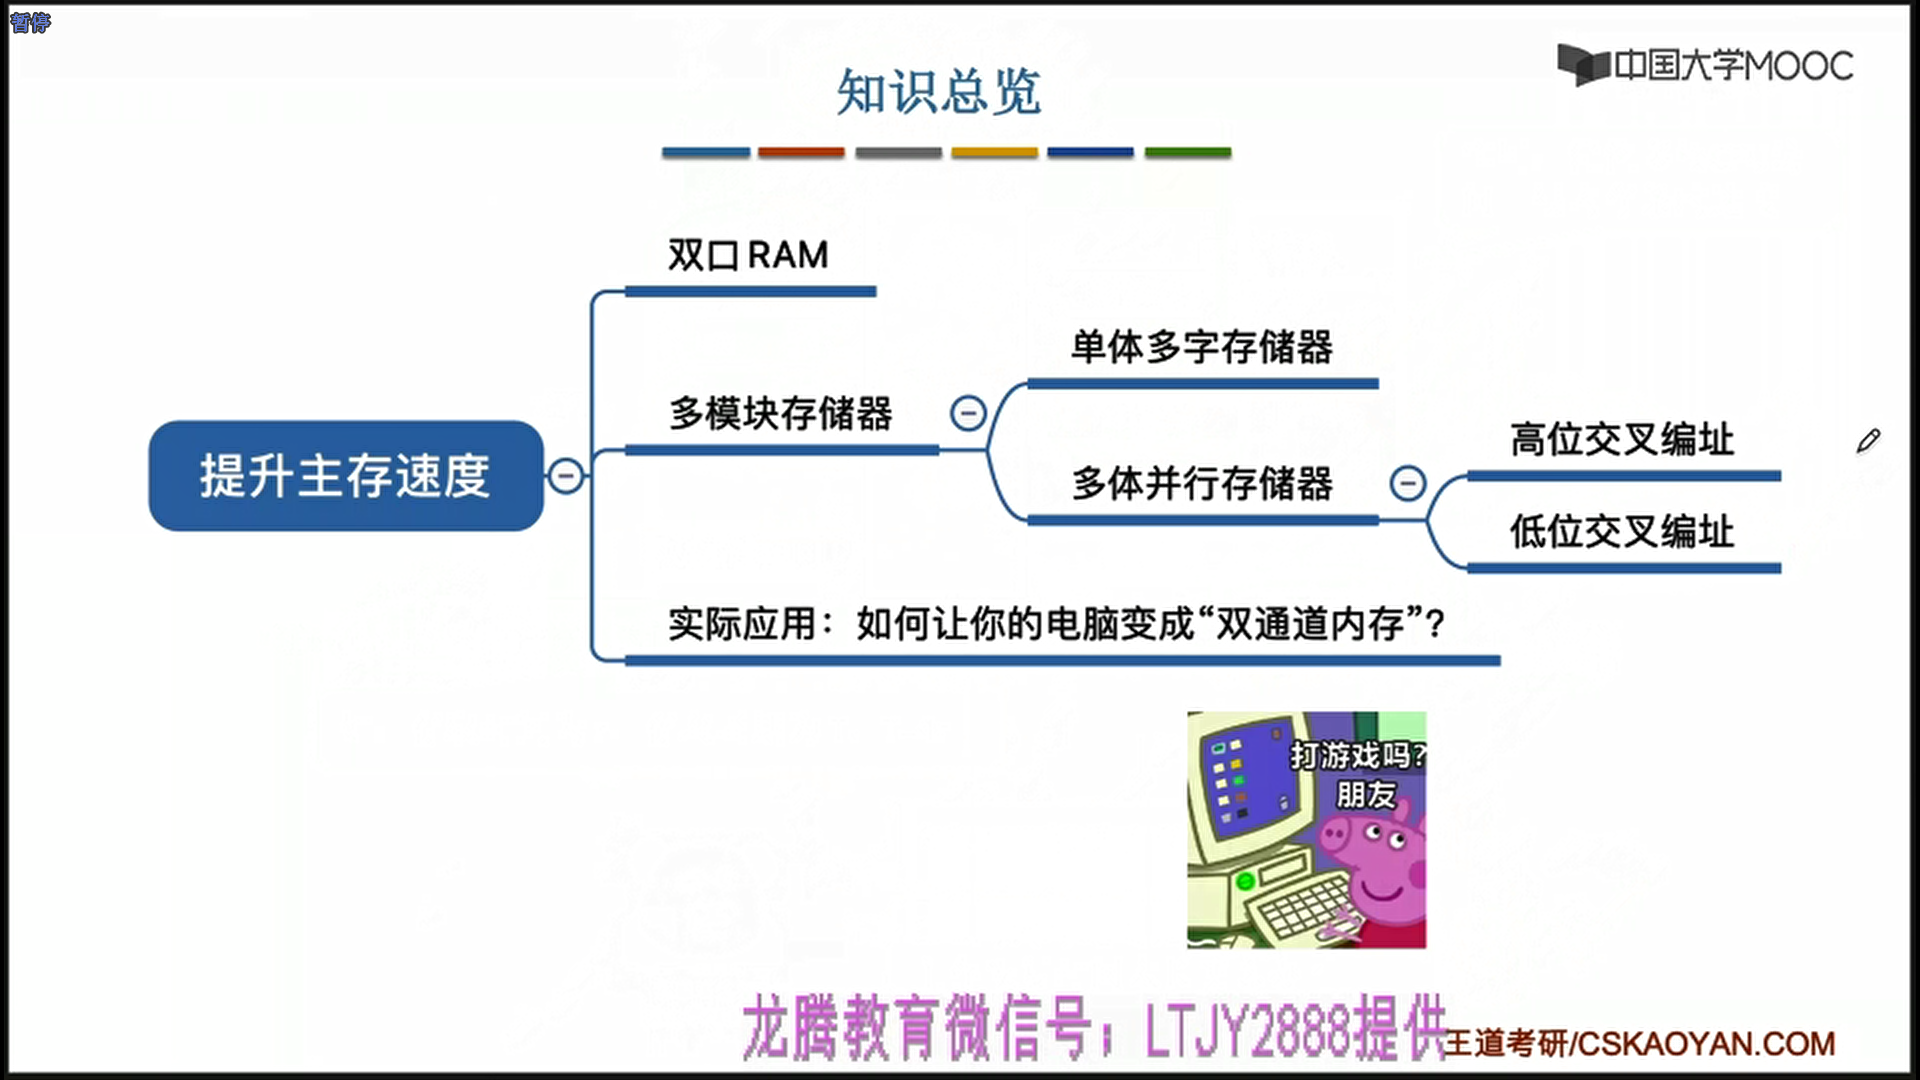 暂停
中国大学MOOC
知识总览
双口RAM
单体多字存储器
多模块存储器
高位交叉编址
提升主存速度
多体并行存储器
低位交叉编址
实际应用：如何让你的电脑变成“双通道内存”？
打游戏吗？
朋友
龙腾教育微信号：LTJY2888提供
王道考研/CSKAOYAN.COM